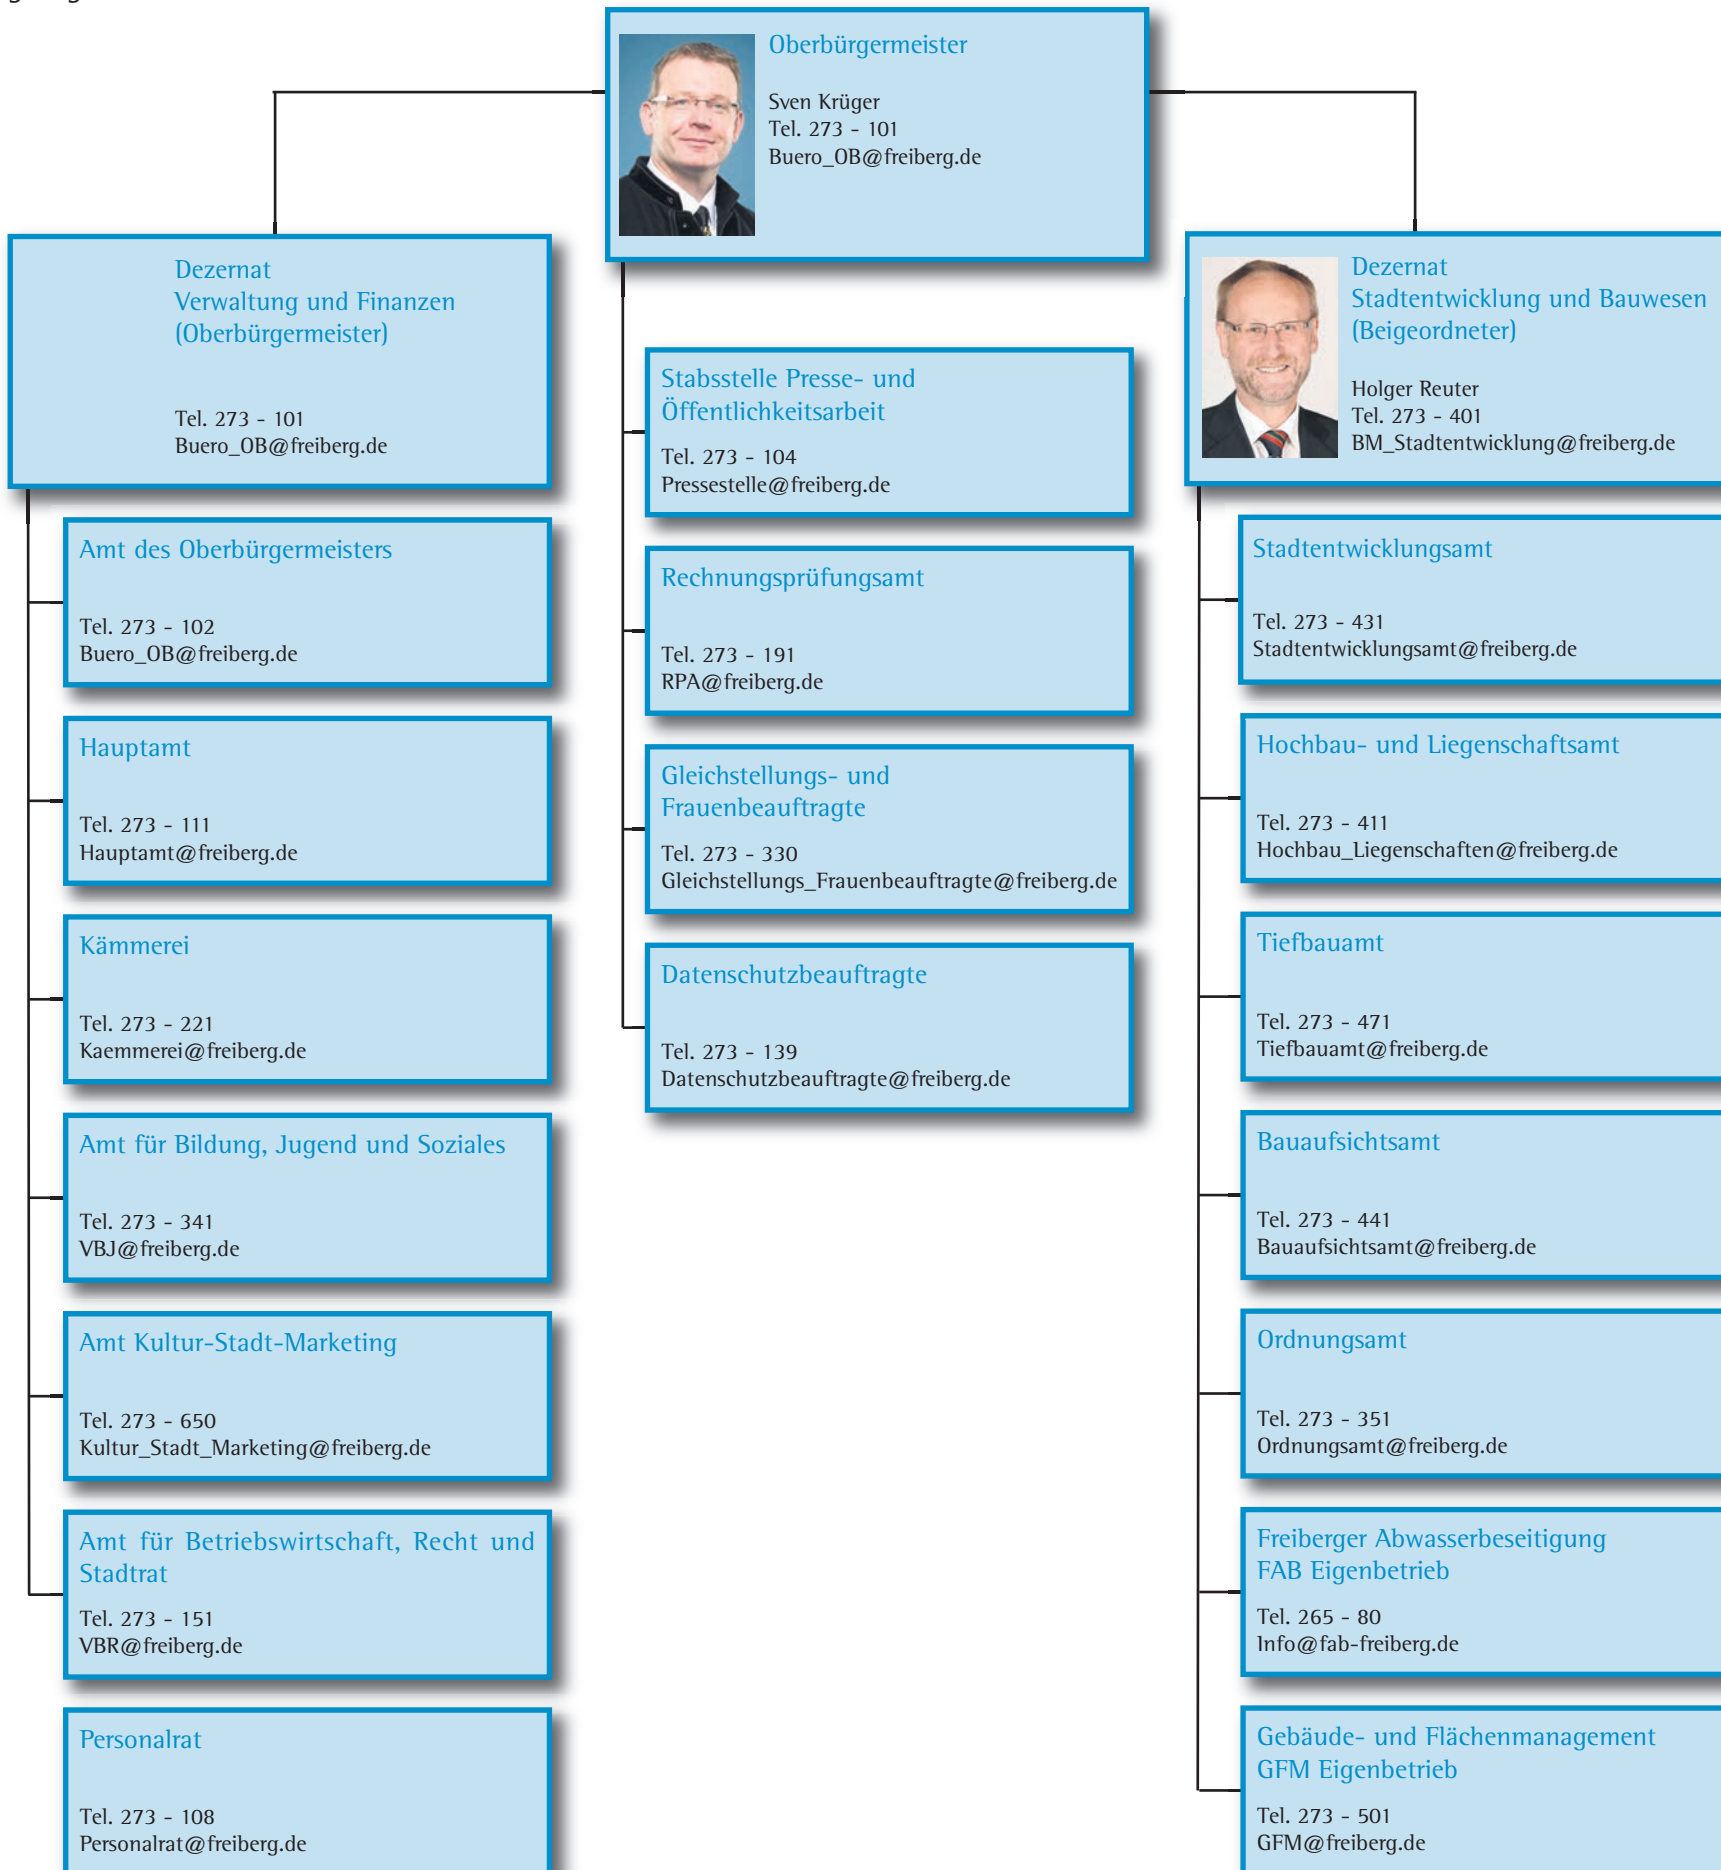 Oberbürgermeister
Sven Krüger
Tel. 273 - 101
Buero_OB@freiberg.de
Dezernat
Verwaltung und Finanzen
(Oberbürgermeister)
Tel. 273 - 101
Buero_OB@freiberg.de
Amt des Oberbürgermeisters
Tel. 273 - 102
Buero_OB@freiberg.de
Hauptamt
Tel. 273 - 111
Hauptamt@freiberg.de
Kämmerei
Tel. 273 - 221
Kaemmerei@freiberg.de
Amt für Bildung, Jugend und Soziales
Tel. 273 - 341
VBJ@freiberg.de
Amt Kultur-Stadt-Marketing
Tel. 273 - 650
Kultur_Stadt_Marketing@freiberg.de
Amt für Betriebswirtschaft, Recht und
Stadtrat
Tel. 273 - 151
VBR@freiberg.de
Personalrat
Tel. 273 - 108
Personalrat@freiberg.de
Stabsstelle Presse- und
Öffentlichkeitsarbeit
Tel. 273 - 104
Pressestelle@freiberg.de
Rechnungsprüfungsamt
Tel. 273 - 191
RPA@freiberg.de
Gleichstellungs- und
Frauenbeauftragte
Tel. 273 - 330
Gleichstellungs_Frauenbeauftragte@freiberg.de
Datenschutzbeauftragte
Tel. 273 - 139
Datenschutzbeauftragte@freiberg.de
Dezernat
Stadtentwicklung und Bauwesen
(Beigeordneter)
Holger Reuter
Tel. 273 - 401
BM_Stadtentwicklung@freiberg.de
Stadtentwicklungsamt
Tel. 273 - 431
Stadtentwicklungsamt@freiberg.de
Hochbau- und Liegenschaftsamt
Tel. 273 - 411
Hochbau_Liegenschaften@freiberg.de
Tiefbauamt
Tel. 273 - 471
Tiefbauamt@freiberg.de
Bauaufsichtsamt
Tel. 273 - 441
Bauaufsichtsamt@freiberg.de
Ordnungsamt
Tel. 273 - 351
Ordnungsamt@freiberg.de
Freiberger Abwasserbeseitigung
FAB Eigenbetrieb
Tel. 265 - 80
Info@fab-freiberg.de
Gebäude- und Flächenmanagement
GFM Eigenbetrieb
Tel. 273 - 501
GFM@freiberg.de